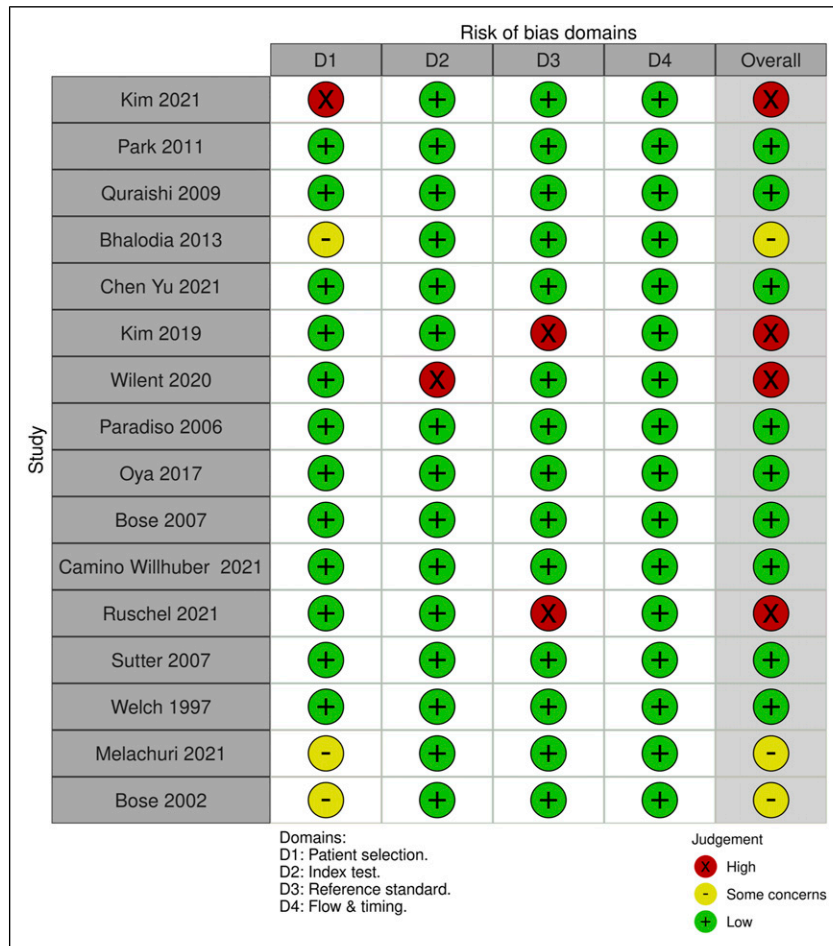 Risk of bias domains
D1 D2 D3 D4 Overall
Study
Kim 2021 X + + + X
Park 2011 + + + + +
Quraishi 2009 + + + + +
Bhalodia 2013 - + + + -
Chen Yu 2021 + + + + +
Kim 2019 + + X + X
Wilent 2020 + X + + X
Paradiso 2006 + + + + +
Oya 2017 + + + + +
Bose 2007 + + + + +
Camino Willhuber 2021 + + + + +
Ruschel 2021 + + X + X
Sutter 2007 + + + + +
Welch 1997 + + + + +
Melachuri 2021 - + + + -
Bose 2002 - + + + -
Domains:
D1: Patient selection.
D2: Index test.
D3: Reference standard.
D4: Flow & timing.
Judgement
X High
- Some concerns
+ Low